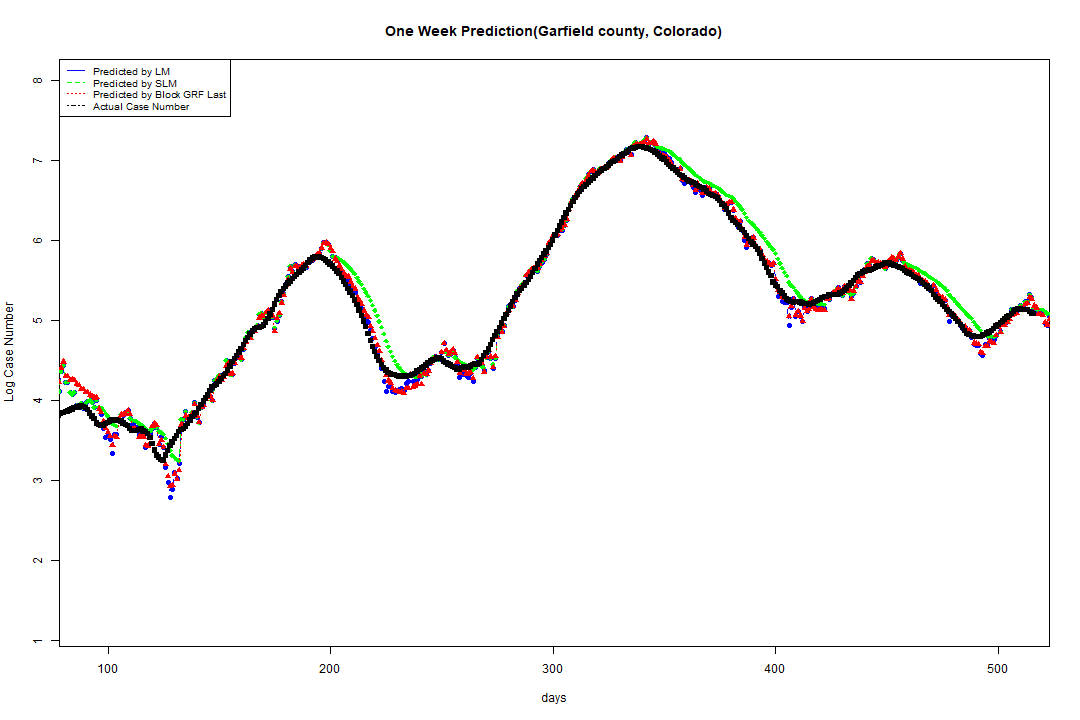 One Week Prediction(Garfield county, Colorado)
Predicted by LM
Predicted by SLM
Predicted by Block GRF Last
Actual Case Number
Log Case Number
8
7
6
5
4
3
2
1
100
200
300
400
500
days